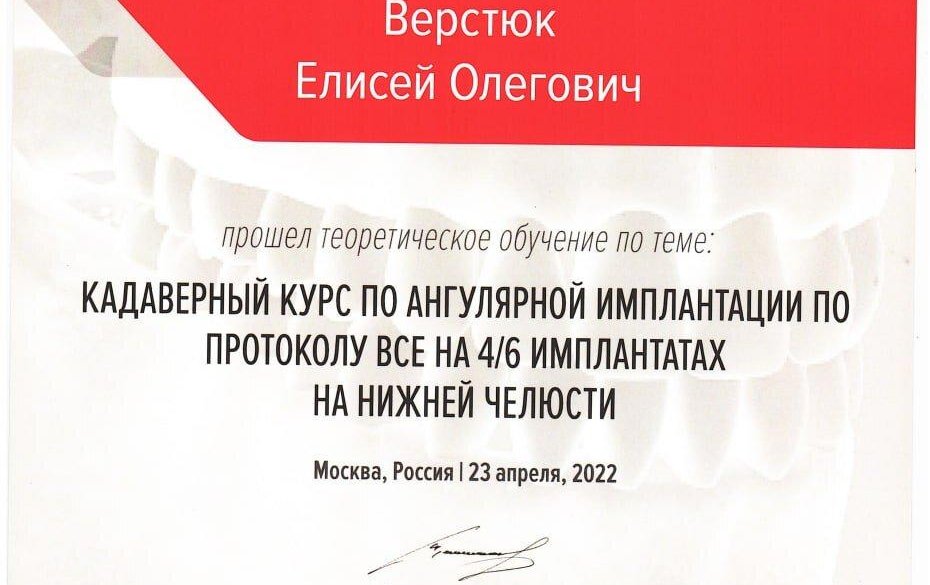 Верстюк
Елисей Олегович
прошел теоретическое обучение по теме:
КАДАВЕРНЫЙ КУРС ПО АНГУЛЯРНОЙ ИМПЛАНТАЦИИ ПО
ПРОТОКОЛУ ВСЕ НА 4/6 ИМПЛАНТАТАХ
НА НИЖНЕЙ ЧЕЛЮСТИ
Москва, Россия | 23 апреля, 2022